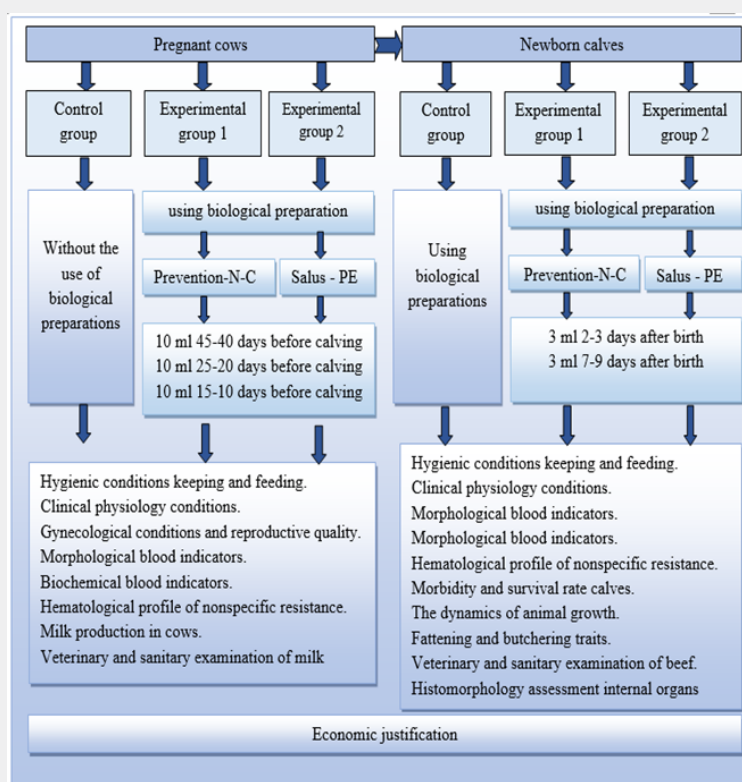 Pregnant cows
Control
group
Experimental
group 1
Experimental
group 2
Without the
use of
biological
preparations
using biological preparation
Prevention-N-C
Salus - PE
10 ml 45-40 days before calving
10 ml 25-20 days before calving
10 ml 15-10 days before calving
Hygienic conditions keeping and feeding.
Clinical physiology conditions.
Gynecological conditions and reproductive quality.
Morphological blood indicators.
Biochemical blood indicators.
Hematological profile of nonspecific resistance.
Milk production in cows.
Veterinary and sanitary examination of milk
Newborn calves
Control
group
Experimental
group 1
Experimental
group 2
Using
biological
preparations
using biological preparation
Prevention-N-C
Salus - PE
3 ml 2-3 days after birth
3 ml 7-9 days after birth
Hygienic conditions keeping and feeding.
Clinical physiology conditions.
Morphological blood indicators.
Morphological blood indicators.
Hematological profile of nonspecific resistance.
Morbidity and survival rate calves.
The dynamics of animal growth.
Fattening and butchering traits.
Veterinary and sanitary examination of beef.
Histomorphology assessment internal organs
Economic justification